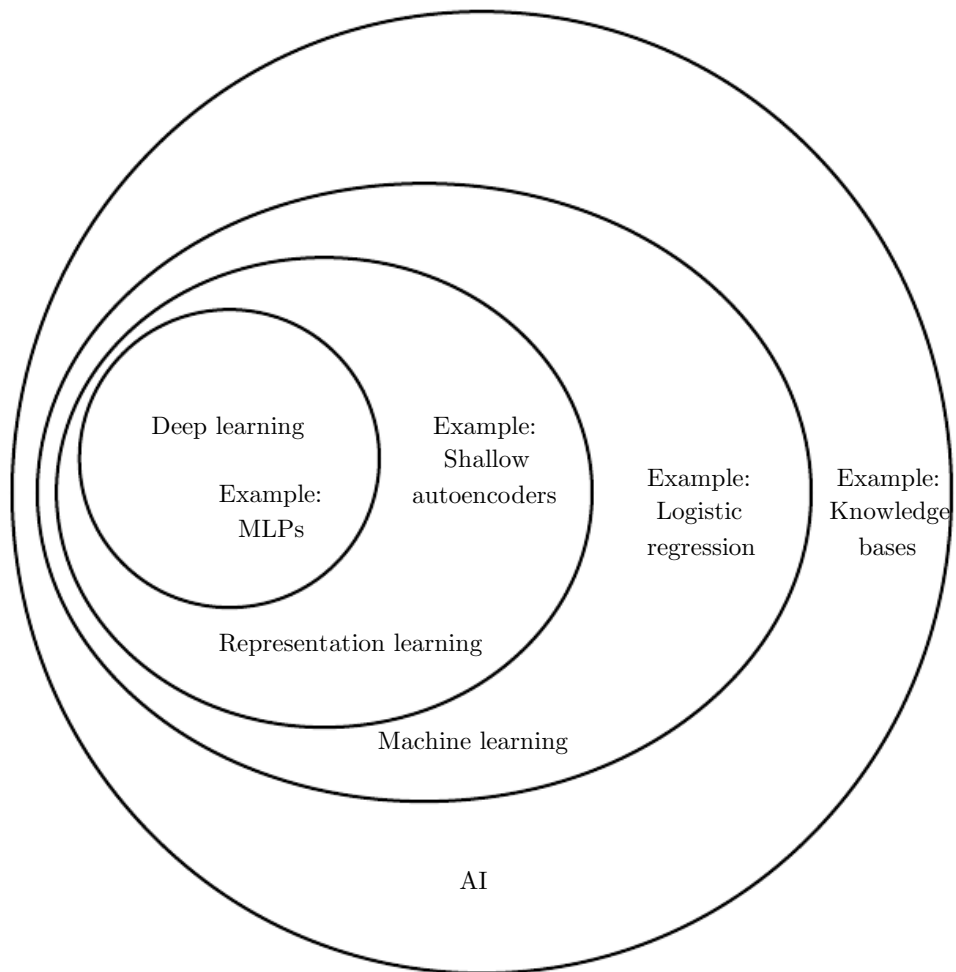 Deep learning
Example:
MLPs
Example:
Shallow
autoencoders
Example:
Logistic
regression
Example:
Knowledge
bases
Representation learning
Machine learning
AI